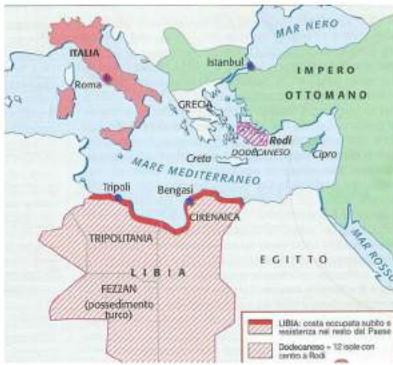 MAR NERO
ITALIA
Istanbul
Roma
IMPERO
OTTOMANO
GRECIA
Rodi
DODECANESO
Creta
Cipro
MARE MEDITERRANEO
Tripoli
Bengasi
CIRENAICA
TRIPOLITANIA
MAR ROSSO
LIBIA
EGITTO
FEZZAN
(possedimento
turco)
LIBIA: costa occupata subito e
resistenza nel resto del Paese
Dodecaneso = 12 isole con
centro a Rodi